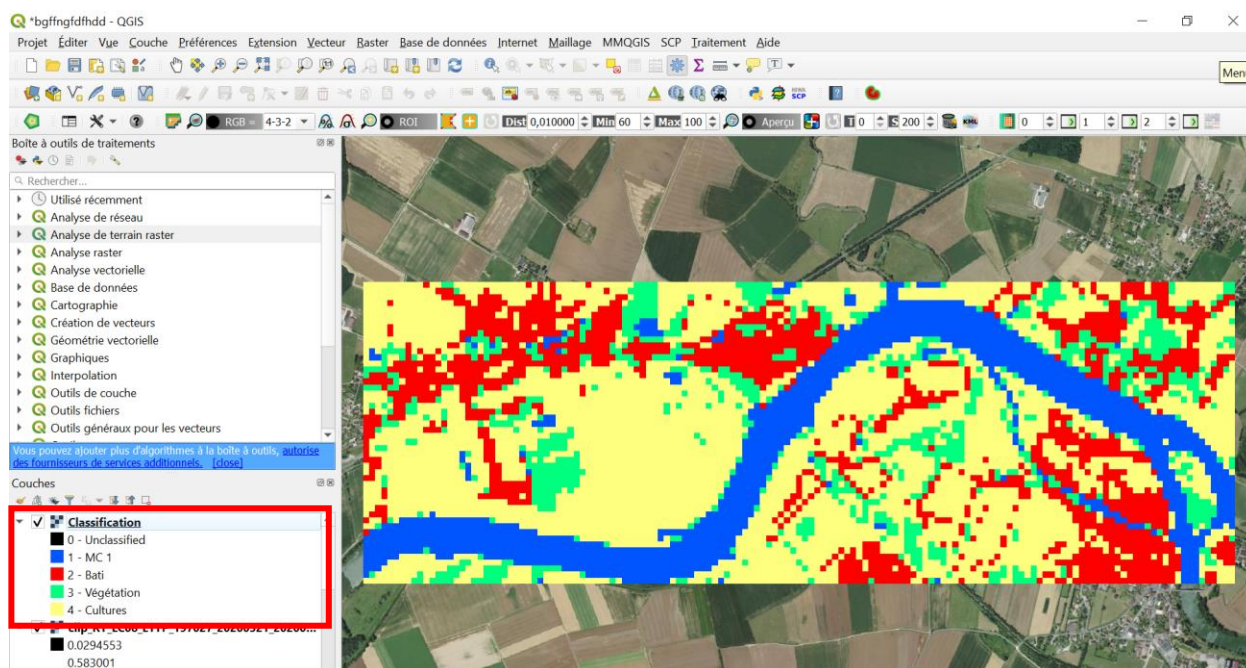 *bgffngfdfhdd - QGIS
Projet Éditer Vue Couche Préférences Extension Vecteur Raster Base de données Internet Maillage MMQGIS SCP Traitement Aide
Menu
RGB = 4-3-2 ROI Dist 0,010000 Min 60 Max 100 Aperçu T 0 S 200 KML 0 1 2
SCP
Boîte à outils de traitements
Rechercher...
Utilisé récemment
Analyse de réseau
Analyse de terrain raster
Analyse raster
Analyse vectorielle
Base de données
Cartographie
Création de vecteurs
Géométrie vectorielle
Graphiques
Interpolation
Outils de couche
Outils fichiers
Outils généraux pour les vecteurs
Vous pouvez ajouter plus d'algorithmes à la boîte à outils, autorise
des fournisseurs de services additionnels. [close]
Couches
Classification
0 - Unclassified
1 - MC 1
2 - Bati
3 - Végétation
4 - Cultures
0.0294553
0.583001